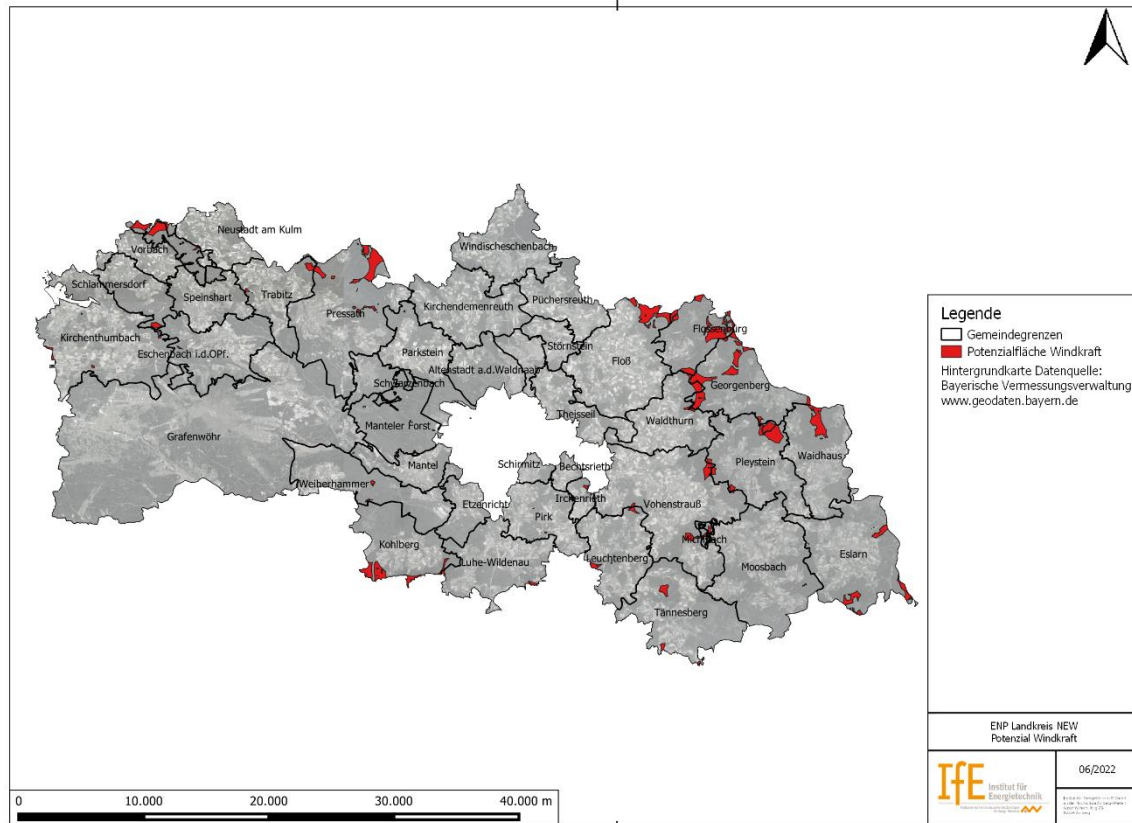 Neustadt am Kulm
Windischeschenbach
Vorbach
Schlammersdorf
Speinshart
Trabitz
Pressath
Kirchendemenreuth
Püchersreuth
Kirchenthumbach
Eschenbach i.d.OPf.
Parkstein
Störnstein
Floß
Flossenbürg
Altenstadt a.d.Waldnaab
Schwarzenbach
Georgenberg
Theisseil
Waldthurn
Manteler Forst
Grafenwöhr
Mantel
Schirmitz
Bechtsrieth
Pleystein
Waidhaus
Weiherhammer
Etzenricht
Irchenrieth
Vohenstrauß
Pirk
Kohlberg
Luhe-Wildenau
Leuchtenberg
Moosbach
Eslarn
Tännesberg
Legende
Gemeindegrenzen
Potenzialfläche Windkraft
Hintergrundkarte Datenquelle:
Bayerische Vermessungsverwaltung
www.geodaten.bayern.de
ENP Landkreis NEW
Potenzial Windkraft
IfE Institut für
Energietechnik
06/2022
0 10.000 20.000 30.000 40.000 m